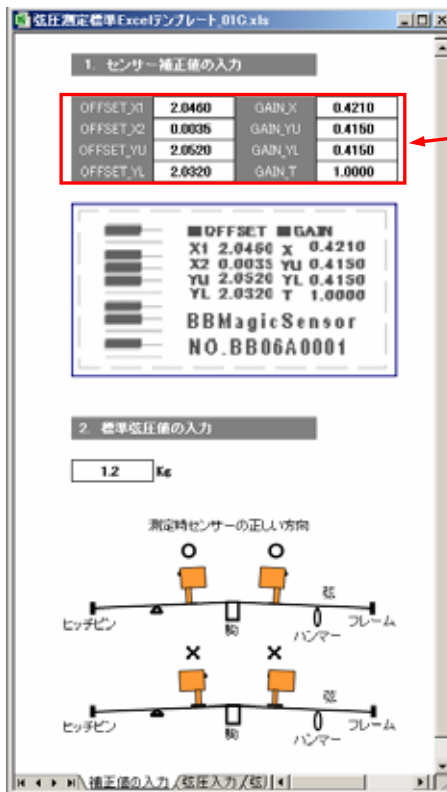 弦圧測定標準Excelテンプレート_01G.xls
1. センサー補正値の入力
OFFSET_X1 2.0460 GAIN_X 0.4210
OFFSET_X2 0.0035 GAIN_YU 0.4150
OFFSET_YU 2.0520 GAIN_YL 0.4150
OFFSET_YL 2.0320 GAIN_T 1.0000
■OFFSET ■GAIN
X1 2.0460 X 0.4210
X2 0.0035 YU 0.4150
YU 2.0520 YL 0.4150
YL 2.0320 T 1.0000
BBMagicSensor
NO.BB06A0001
2. 標準弦圧値の入力
1.2 Kg
測定時センサーの正しい方向
○ ○
弦
ヒッチピン 駒 ハンマー フレーム
× ×
弦
ヒッチピン 駒 ハンマー フレーム
補正値の入力 弦圧入力 弦